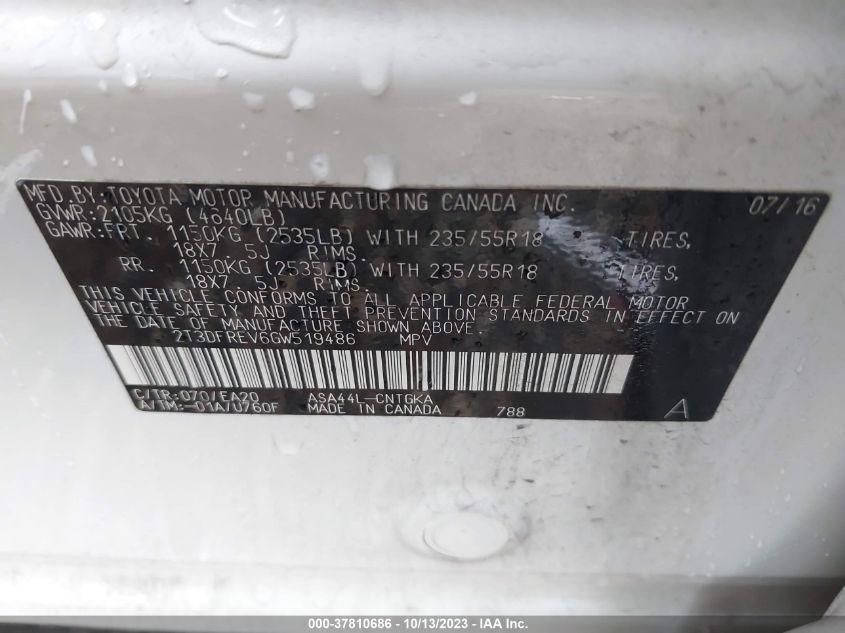 MFD.BY:TOYOTA MOTOR MANUFACTURING CANADA INC. 07/16
GVWR:2105KG (4640LB)
GAWR:FRT. 1150KG (2535LB) WITH 235/55R18 TIRES,
18X7. 5J RIMS.
RR. 1150KG (2535LB) WITH 235/55R18 TIRES,
18X7. 5J RIMS.
THIS VEHICLE CONFORMS TO ALL APPLICABLE FEDERAL MOTOR
VEHICLE SAFETY AND THEFT PREVENTION STANDARDS IN EFFECT ON
THE DATE OF MANUFACTURE SHOWN ABOVE.
2T3DFREV6GW519486 MPV
C/TR:070/EA20 ASA44L-CNTGKA
A/TM:-01A/U760F MADE IN CANADA 788 A
000-37810686 - 10/13/2023 - IAA Inc.